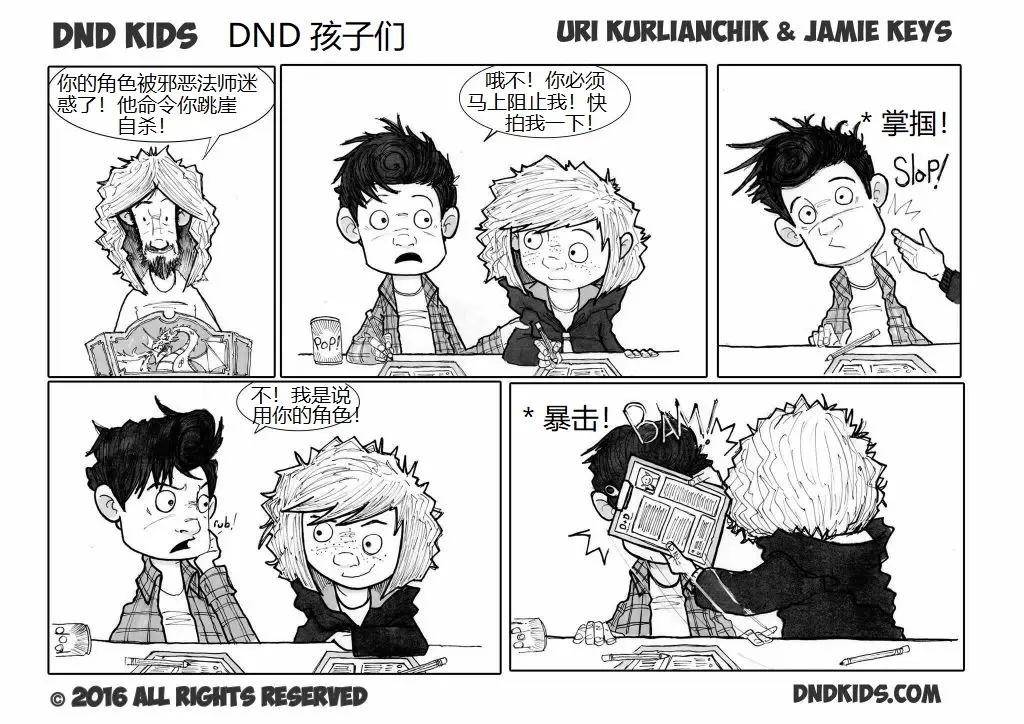 DND KIDS DND 孩子们 URI KURLIANCHIK & JAMIE KEYS
你的角色被邪恶法师迷
惑了！他命令你跳崖
自杀！
哦不！你必须
马上阻止我！快
拍我一下！
POP!
* 掌掴！
Slap!
不！我是说
用你的角色！
rub!
POP!
* 暴击！
BAM!
D&D
© 2016 ALL RIGHTS RESERVED
DNDKIDS.COM